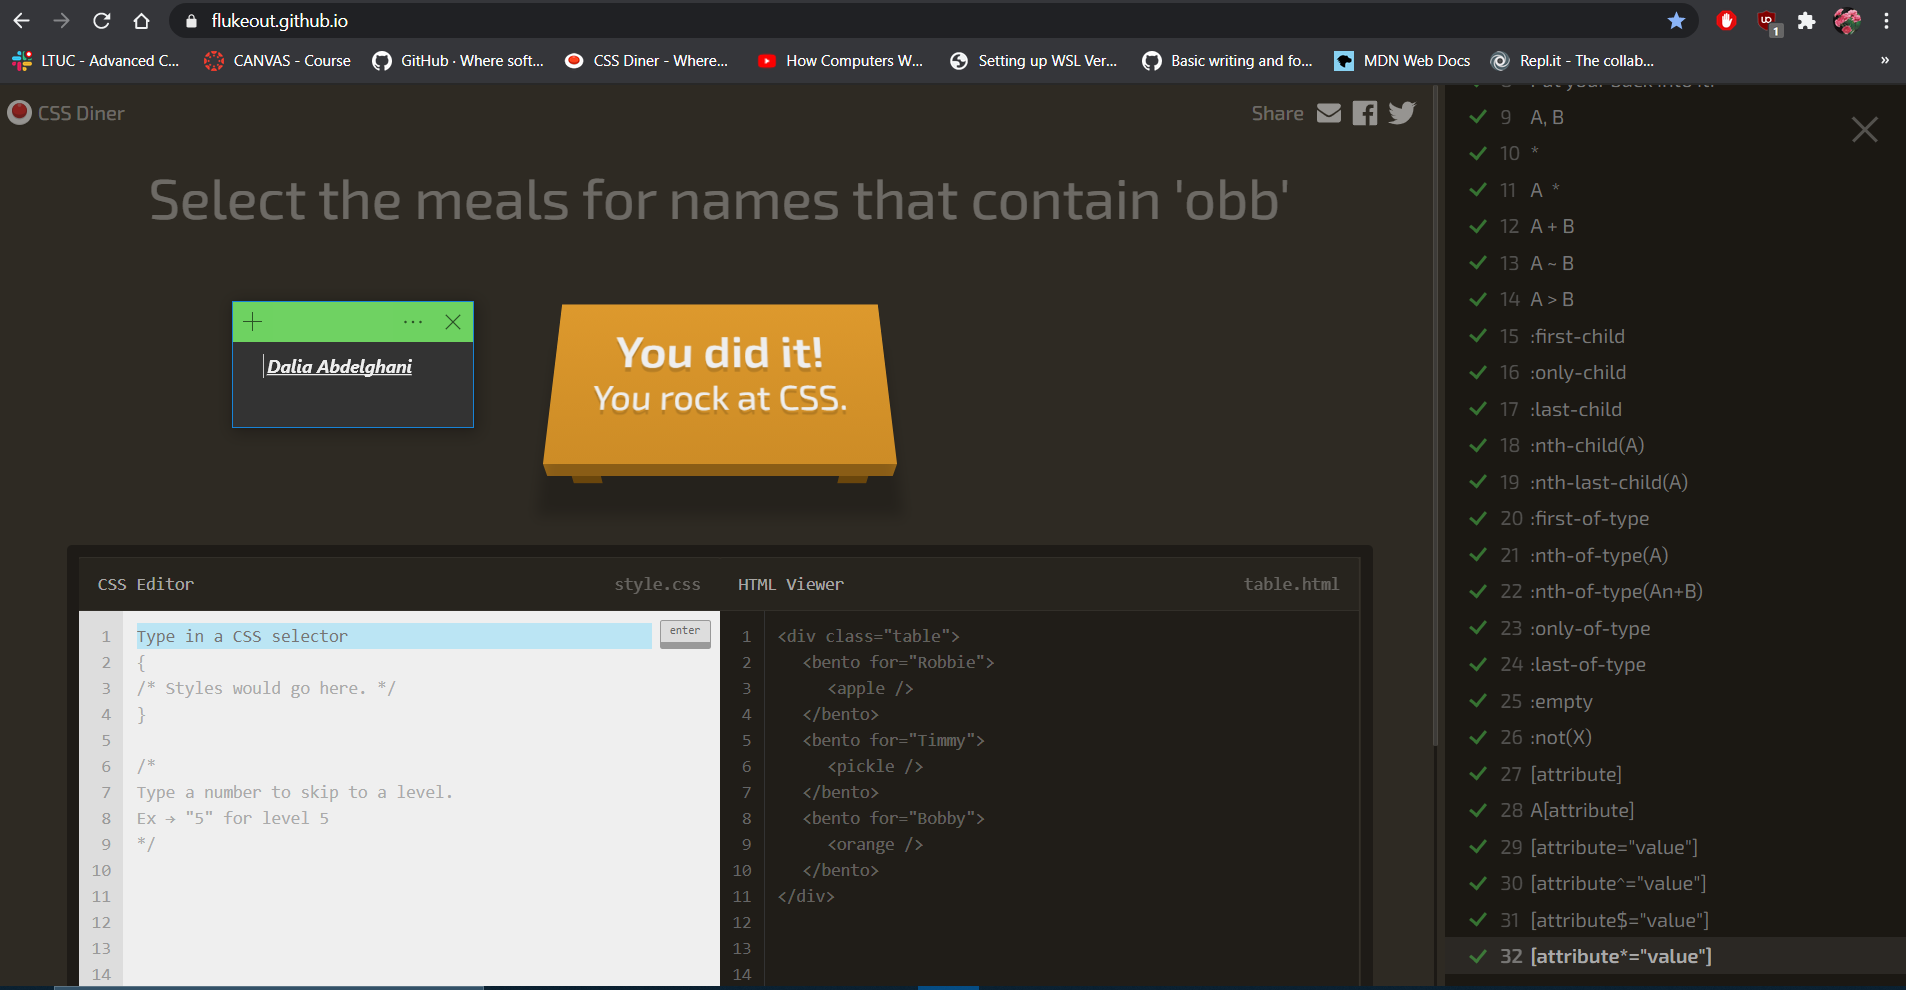 flukeout.github.io
1
LTUC - Advanced C...
CANVAS - Course
GitHub · Where soft...
CSS Diner - Where...
How Computers W...
Setting up WSL Ver...
Basic writing and fo...
MDN Web Docs
Repl.it - The collab...
»
CSS Diner
Share
Select the meals for names that contain 'obb'
Dalia Abdelghani
You did it!
You rock at CSS.
CSS Editor
style.css
1 Type in a CSS selector
enter
2 {
3 /* Styles would go here. */
4 }
5
6 /*
7 Type a number to skip to a level.
8 Ex → "5" for level 5
9 */
10
11
12
13
14
HTML Viewer
table.html
1 <div class="table">
2 <bento for="Robbie">
3 <apple />
4 </bento>
5 <bento for="Timmy">
6 <pickle />
7 </bento>
8 <bento for="Bobby">
9 <orange />
10 </bento>
11 </div>
12
13
14
9 A, B
10 *
11 A *
12 A + B
13 A ~ B
14 A > B
15 :first-child
16 :only-child
17 :last-child
18 :nth-child(A)
19 :nth-last-child(A)
20 :first-of-type
21 :nth-of-type(A)
22 :nth-of-type(An+B)
23 :only-of-type
24 :last-of-type
25 :empty
26 :not(X)
27 [attribute]
28 A[attribute]
29 [attribute="value"]
30 [attribute^="value"]
31 [attribute$="value"]
32 [attribute*="value"]